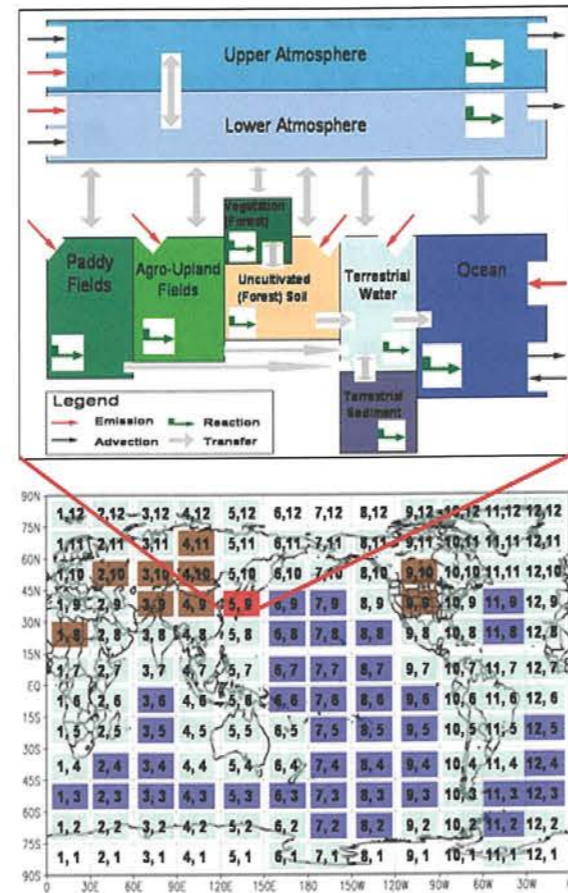 Upper Atmosphere
Lower Atmosphere
Vegetation
(Forest)
Paddy
Fields
Agro-Upland
Fields
Uncultivated
(Forest) Soil
Terrestrial
Water
Ocean
Terrestrial
Sediment
Legend
Emission Reaction
Advection Transfer
90N
1,12 2,12 3,12 4,12 5,12 6,12 7,12 8,12 9,12 10,12 11,12 12,12
75N
1,11 2,11 3,11 4,11 5,11 6,11 7,11 8,11 9,11 10,11 11,11 12,11
60N
1,10 2,10 3,10 4,10 5,10 6,10 7,10 8,10 9,10 10,10 11,10 12,10
45N
1, 9 2, 9 3, 9 4, 9 5, 9 6, 9 7, 9 8, 9 9, 9 10, 9 11, 9 12, 9
30N
1, 8 2, 8 3, 8 4, 8 5, 8 6, 8 7, 8 8, 8 9, 8 10, 8 11, 8 12, 8
15N
1, 7 2, 7 3, 7 4, 7 5, 7 6, 7 7, 7 8, 7 9, 7 10, 7 11, 7 12, 7
EQ
1, 6 2, 6 3, 6 4, 6 5, 6 6, 6 7, 6 8, 6 9, 6 10, 6 11, 6 12, 6
15S
1, 5 2, 5 3, 5 4, 5 5, 5 6, 5 7, 5 8, 5 9, 5 10, 5 11, 5 12, 5
30S
1, 4 2, 4 3, 4 4, 4 5, 4 6, 4 7, 4 8, 4 9, 4 10, 4 11, 4 12, 4
45S
1, 3 2, 3 3, 3 4, 3 5, 3 6, 3 7, 3 8, 3 9, 3 10, 3 11, 3 12, 3
60S
1, 2 2, 2 3, 2 4, 2 5, 2 6, 2 7, 2 8, 2 9, 2 10, 2 11, 2 12, 2
75S
1, 1 2, 1 3, 1 4, 1 5, 1 6, 1 7, 1 8, 1 9, 1 10, 1 11, 1 12, 1
90S
0 30E 60E 90E 120E 150E 180 150W 120W 90W 60W 30W